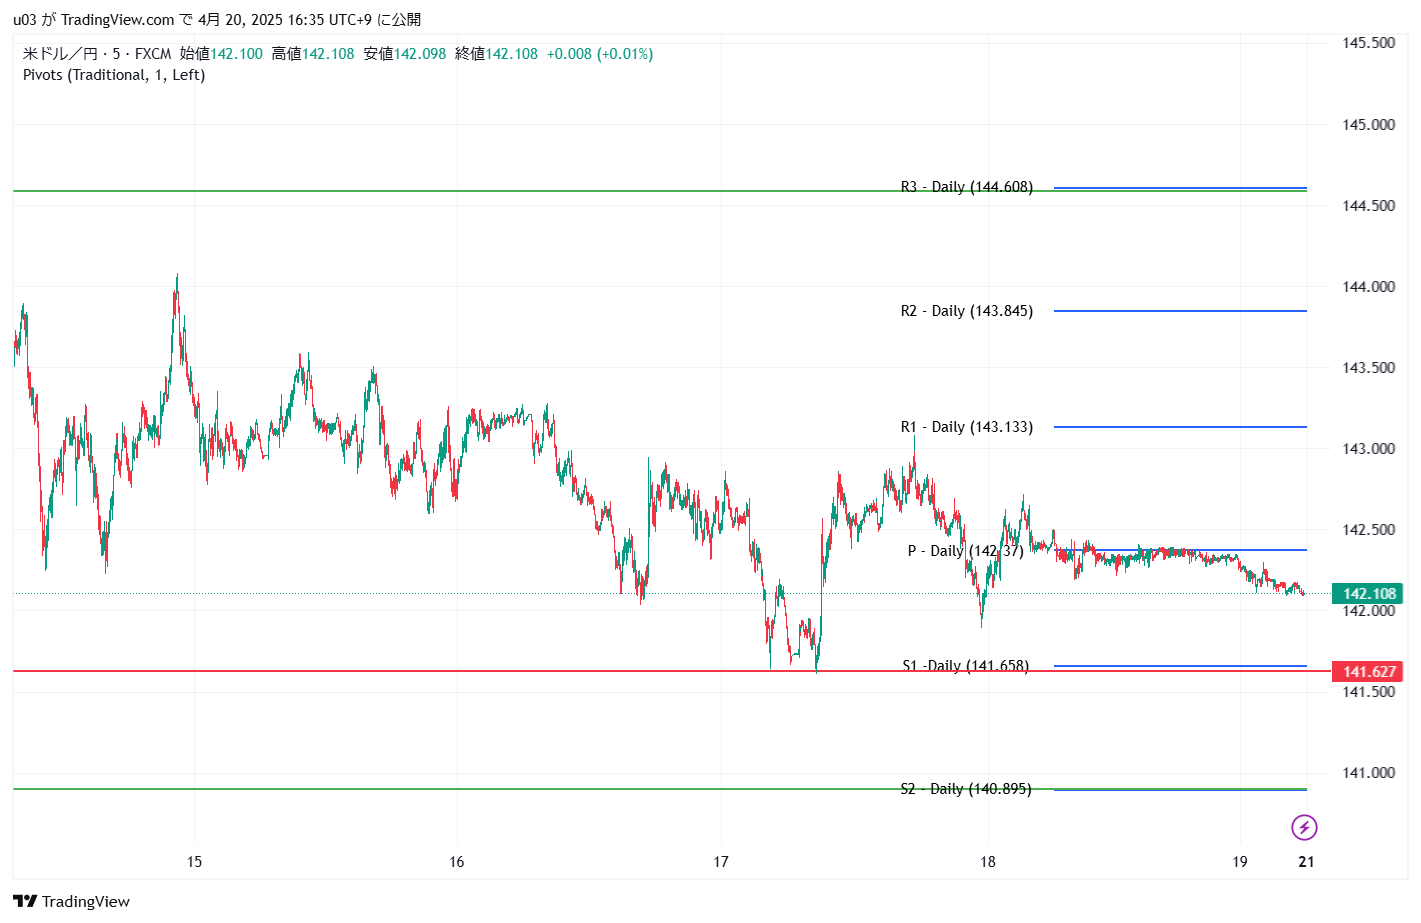 u03 が TradingView.com で 4月 20, 2025 16:35 UTC+9 に公開
米ドル／円 · 5 · FXCM 始値142.100 高値142.108 安値142.098 終値142.108 +0.008 (+0.01%)
Pivots (Traditional, 1, Left)
145.500
145.000
R3 - Daily (144.608)
144.500
144.000
R2 - Daily (143.845)
143.500
R1 - Daily (143.133)
143.000
142.500
P - Daily (142.37)
142.108
142.000
S1 -Daily (141.658)
141.627
141.500
141.000
S2 - Daily (140.895)
15 16 17 18 19 21
TradingView